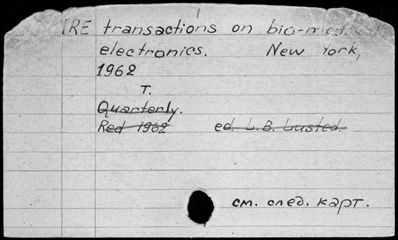 IRE transactions on bio-med.
electronics. New York,
1962
T.
Quarterly.
Red 1962 ed. L.B. Lusted.
см. след. карт.